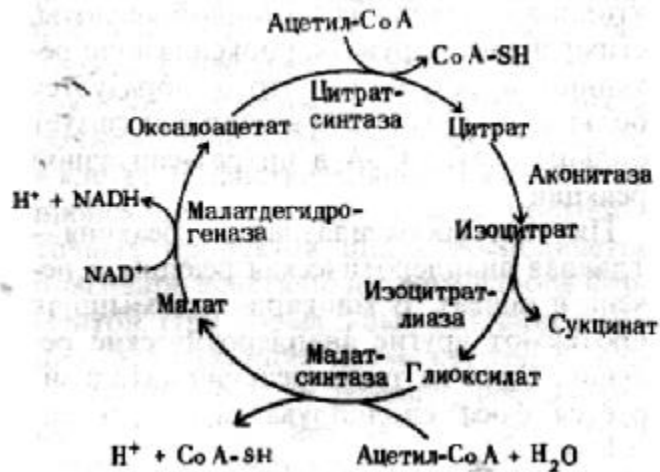 Ацетил-CoA
CoA-SH
Цитрат-
синтаза
Оксалоацетат
Цитрат
Аконитаза
H⁺ + NADH
Малатдегидро-
геназа
Изоцитрат
NAD⁺
Малат
Изоцитрат-
лиаза
Сукцинат
Малат-
синтаза
Глиоксилат
H⁺ + CoA-SH
Ацетил-CoA + H₂O